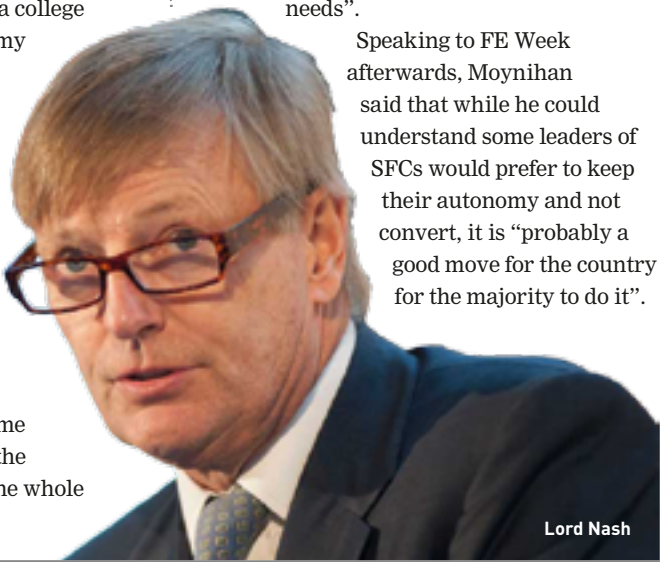 a college
my
needs”.
Speaking to FE Week
afterwards, Moynihan
said that while he could
understand some leaders of
SFCs would prefer to keep
their autonomy and not
convert, it is “probably a
good move for the country
for the majority to do it”.
me
the
he whole
Lord Nash